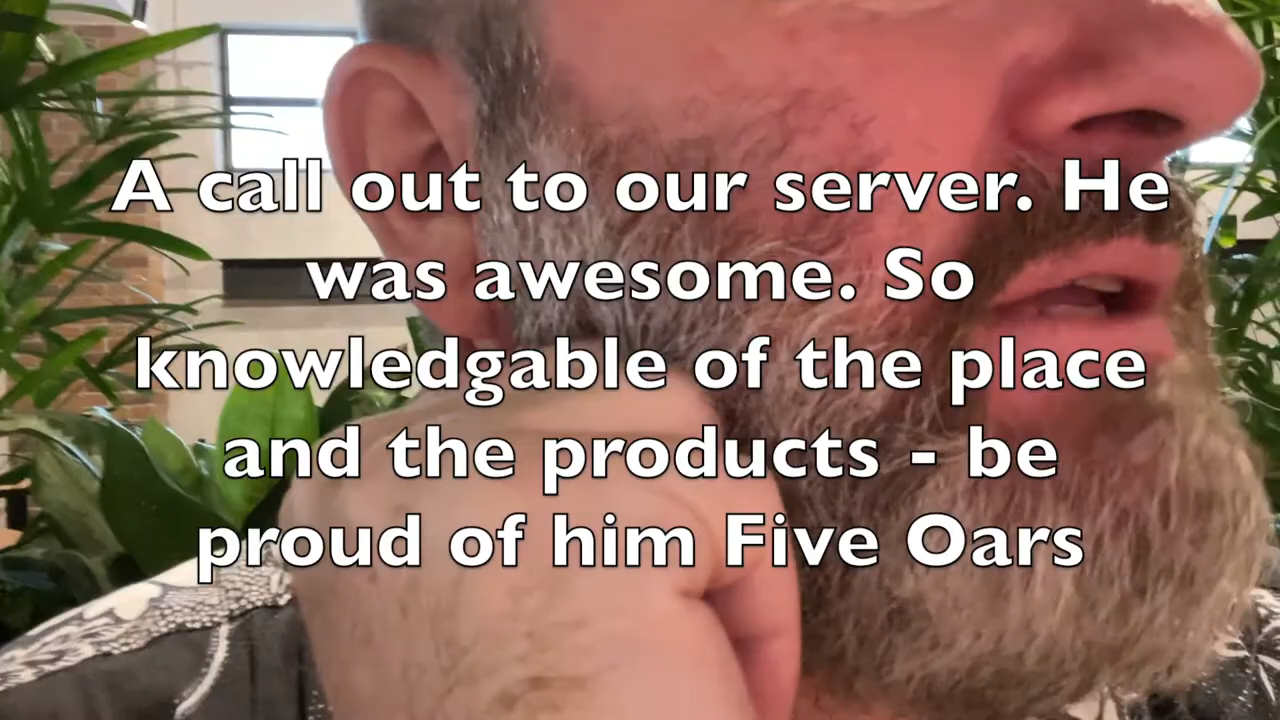 A call out to our server. He
was awesome. So
knowledgable of the place
and the products - be
proud of him Five Oars